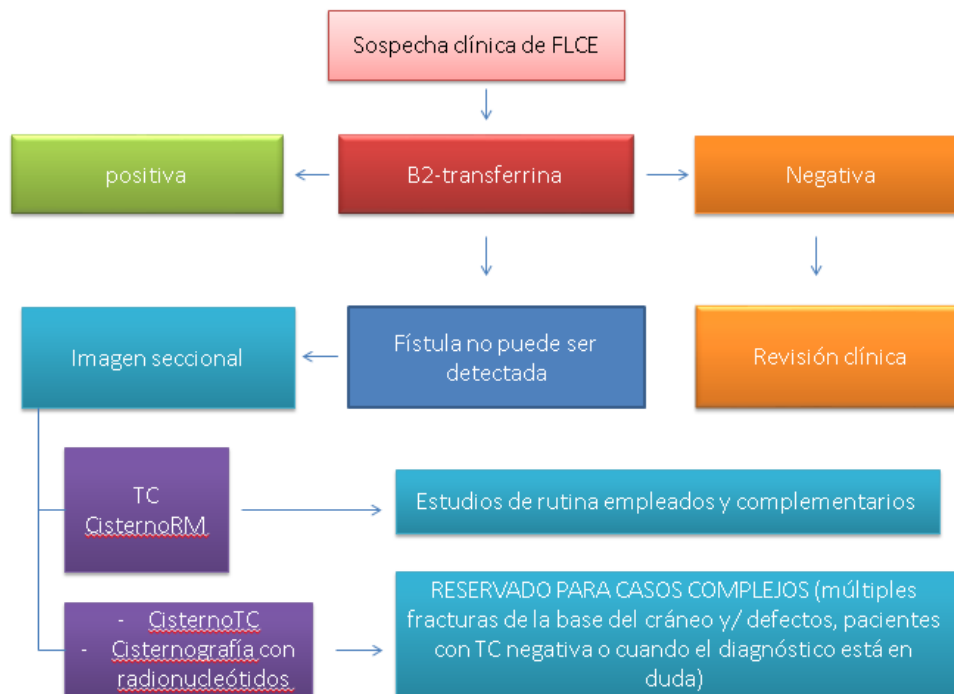 Sospecha clínica de FLCE
positiva
B2-transferrina
Negativa
Imagen seccional
Fístula no puede ser
detectada
Revisión clínica
TC
CisternoRM
Estudios de rutina empleados y complementarios
- CisternoTC
- Cisternografía con
radionucleótidos
RESERVADO PARA CASOS COMPLEJOS (múltiples
fracturas de la base del cráneo y/ defectos, pacientes
con TC negativa o cuando el diagnóstico está en
duda)